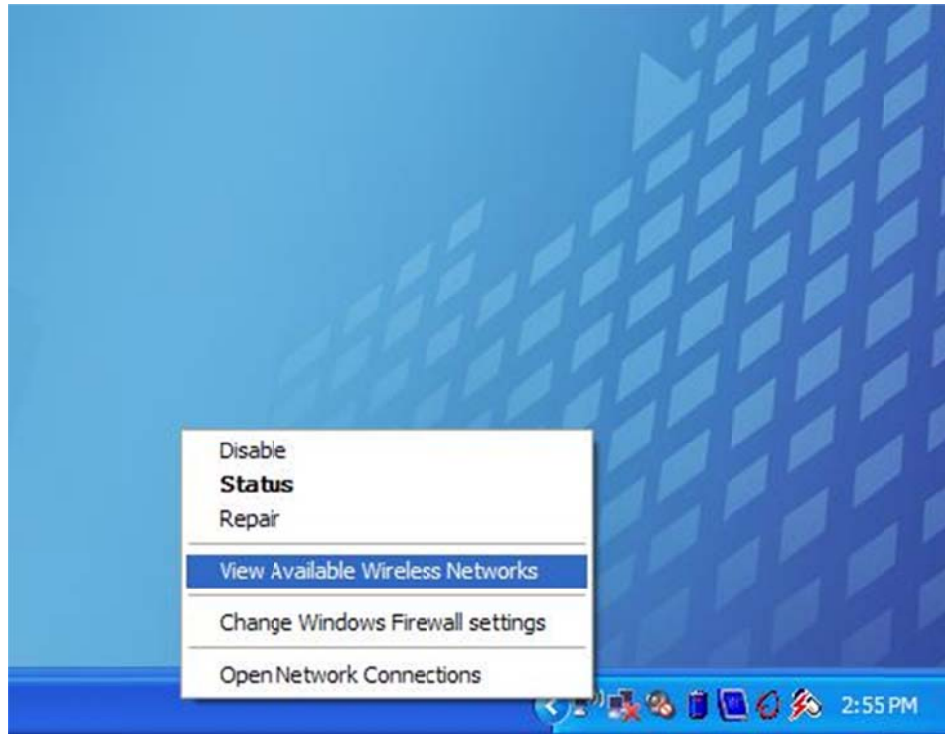 Disable
Status
Repair
View Available Wireless Networks
Change Windows Firewall settings
Open Network Connections
2:55 PM